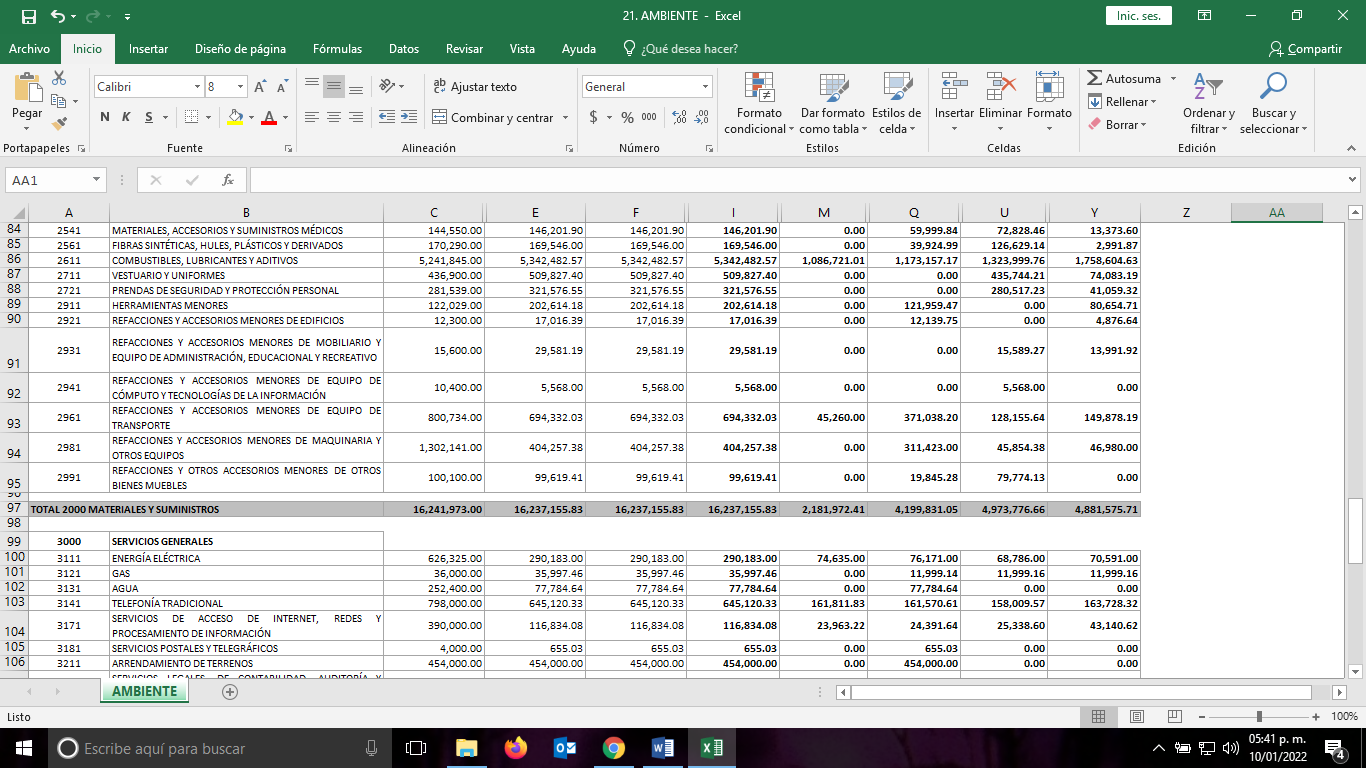 21. AMBIENTE - Excel
Inic. ses.
Archivo Inicio Insertar Diseño de página Fórmulas Datos Revisar Vista Ayuda ¿Qué desea hacer? Compartir
Pegar
Calibri 8
N K S
Ajustar texto
Combinar y centrar
General
$ % 000
Formato condicional
Dar formato como tabla
Estilos de celda
Insertar Eliminar Formato
Autosuma
Rellenar
Borrar
Ordenar y filtrar
Buscar y seleccionar
Portapapeles Fuente Alineación Número Estilos Celdas Edición
AA1 fx
A B C E F I M Q U Y Z AA
84 2541 MATERIALES, ACCESORIOS Y SUMINISTROS MÉDICOS 144,550.00 146,201.90 146,201.90 146,201.90 0.00 59,999.84 72,828.46 13,373.60
85 2561 FIBRAS SINTÉTICAS, HULES, PLÁSTICOS Y DERIVADOS 170,290.00 169,546.00 169,546.00 169,546.00 0.00 39,924.99 126,629.14 2,991.87
86 2611 COMBUSTIBLES, LUBRICANTES Y ADITIVOS 5,241,845.00 5,342,482.57 5,342,482.57 5,342,482.57 1,086,721.01 1,173,157.17 1,323,999.76 1,758,604.63
87 2711 VESTUARIO Y UNIFORMES 436,900.00 509,827.40 509,827.40 509,827.40 0.00 0.00 435,744.21 74,083.19
88 2721 PRENDAS DE SEGURIDAD Y PROTECCIÓN PERSONAL 281,539.00 321,576.55 321,576.55 321,576.55 0.00 0.00 280,517.23 41,059.32
89 2911 HERRAMIENTAS MENORES 122,029.00 202,614.18 202,614.18 202,614.18 0.00 121,959.47 0.00 80,654.71
90 2921 REFACCIONES Y ACCESORIOS MENORES DE EDIFICIOS 12,300.00 17,016.39 17,016.39 17,016.39 0.00 12,139.75 0.00 4,876.64
91 2931 REFACCIONES Y ACCESORIOS MENORES DE MOBILIARIO Y
EQUIPO DE ADMINISTRACIÓN, EDUCACIONAL Y RECREATIVO 15,600.00 29,581.19 29,581.19 29,581.19 0.00 0.00 15,589.27 13,991.92
92 2941 REFACCIONES Y ACCESORIOS MENORES DE EQUIPO DE
CÓMPUTO Y TECNOLOGÍAS DE LA INFORMACIÓN 10,400.00 5,568.00 5,568.00 5,568.00 0.00 0.00 5,568.00 0.00
93 2961 REFACCIONES Y ACCESORIOS MENORES DE EQUIPO DE
TRANSPORTE 800,734.00 694,332.03 694,332.03 694,332.03 45,260.00 371,038.20 128,155.64 149,878.19
94 2981 REFACCIONES Y ACCESORIOS MENORES DE MAQUINARIA Y
OTROS EQUIPOS 1,302,141.00 404,257.38 404,257.38 404,257.38 0.00 311,423.00 45,854.38 46,980.00
95 2991 REFACCIONES Y OTROS ACCESORIOS MENORES DE OTROS
BIENES MUEBLES 100,100.00 99,619.41 99,619.41 99,619.41 0.00 19,845.28 79,774.13 0.00
96
97 TOTAL 2000 MATERIALES Y SUMINISTROS 16,241,973.00 16,237,155.83 16,237,155.83 16,237,155.83 2,181,972.41 4,199,831.05 4,973,776.66 4,881,575.71
98
99 3000 SERVICIOS GENERALES
100 3111 ENERGÍA ELÉCTRICA 626,325.00 290,183.00 290,183.00 290,183.00 74,635.00 76,171.00 68,786.00 70,591.00
101 3121 GAS 36,000.00 35,997.46 35,997.46 35,997.46 0.00 11,999.14 11,999.16 11,999.16
102 3131 AGUA 252,400.00 77,784.64 77,784.64 77,784.64 0.00 77,784.64 0.00 0.00
103 3141 TELEFONÍA TRADICIONAL 798,000.00 645,120.33 645,120.33 645,120.33 161,811.83 161,570.61 158,009.57 163,728.32
104 3171 SERVICIOS DE ACCESO DE INTERNET, REDES Y
PROCESAMIENTO DE INFORMACIÓN 390,000.00 116,834.08 116,834.08 116,834.08 23,963.22 24,391.64 25,338.60 43,140.62
105 3181 SERVICIOS POSTALES Y TELEGRÁFICOS 4,000.00 655.03 655.03 655.03 0.00 655.03 0.00 0.00
106 3211 ARRENDAMIENTO DE TERRENOS 454,000.00 454,000.00 454,000.00 454,000.00 0.00 454,000.00 0.00 0.00
SERVICIOS LEGALES, DE CONTABILIDAD, AUDITORÍA Y
AMBIENTE
Listo 100%
Escribe aquí para buscar
05:41 p. m.
10/01/2022
4